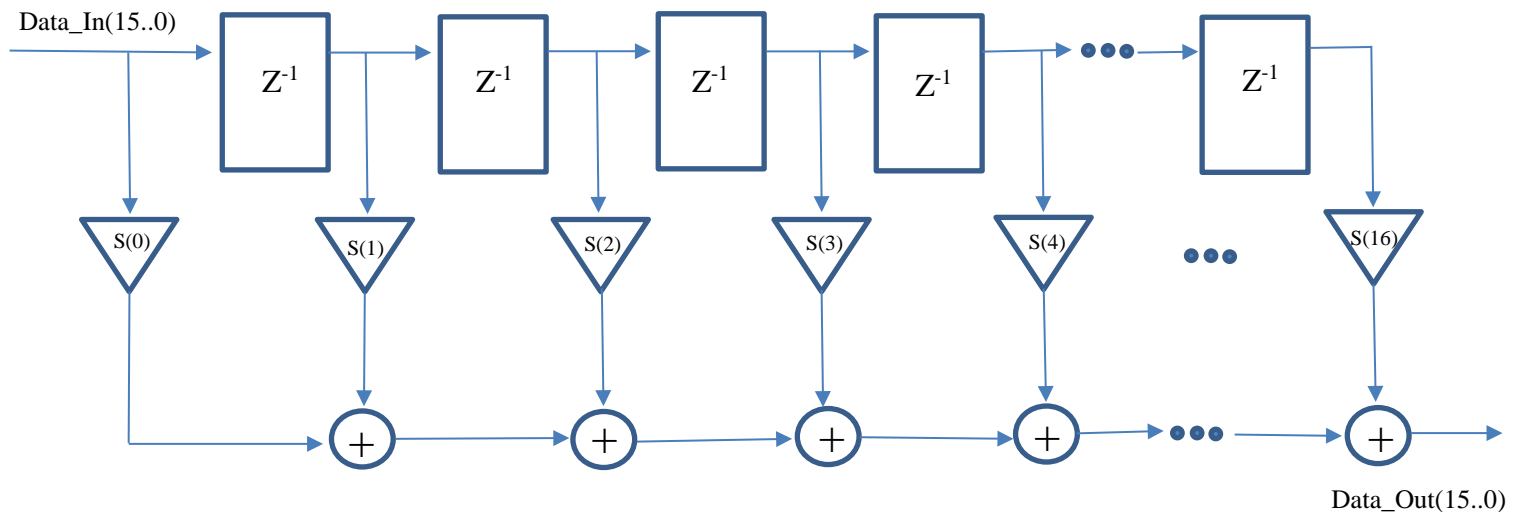 Data_In(15..0)
Z-1 Z-1 Z-1 Z-1 Z-1
S(0) S(1) S(2) S(3) S(4) S(16)
+ + + + +
Data_Out(15..0)